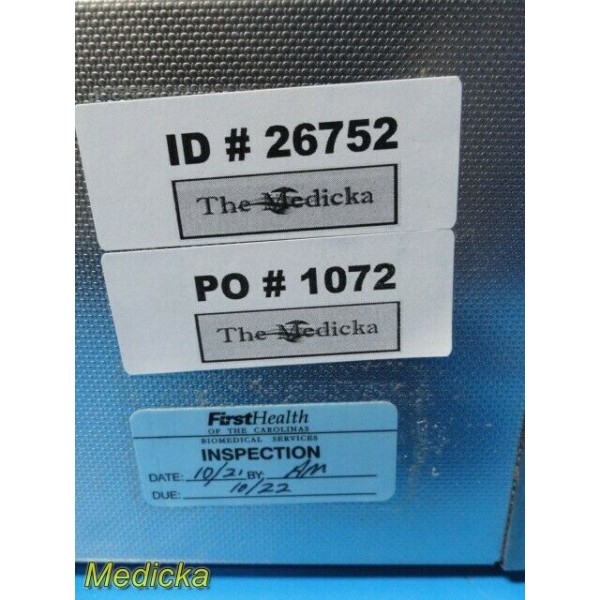 ID # 26752
The Medicka
PO # 1072
The Medicka
FirstHealth
OF THE CAROLINAS
BIOMEDICAL SERVICES
INSPECTION
DATE: 10/21 BY: AM
DUE: 10/22
Medicka